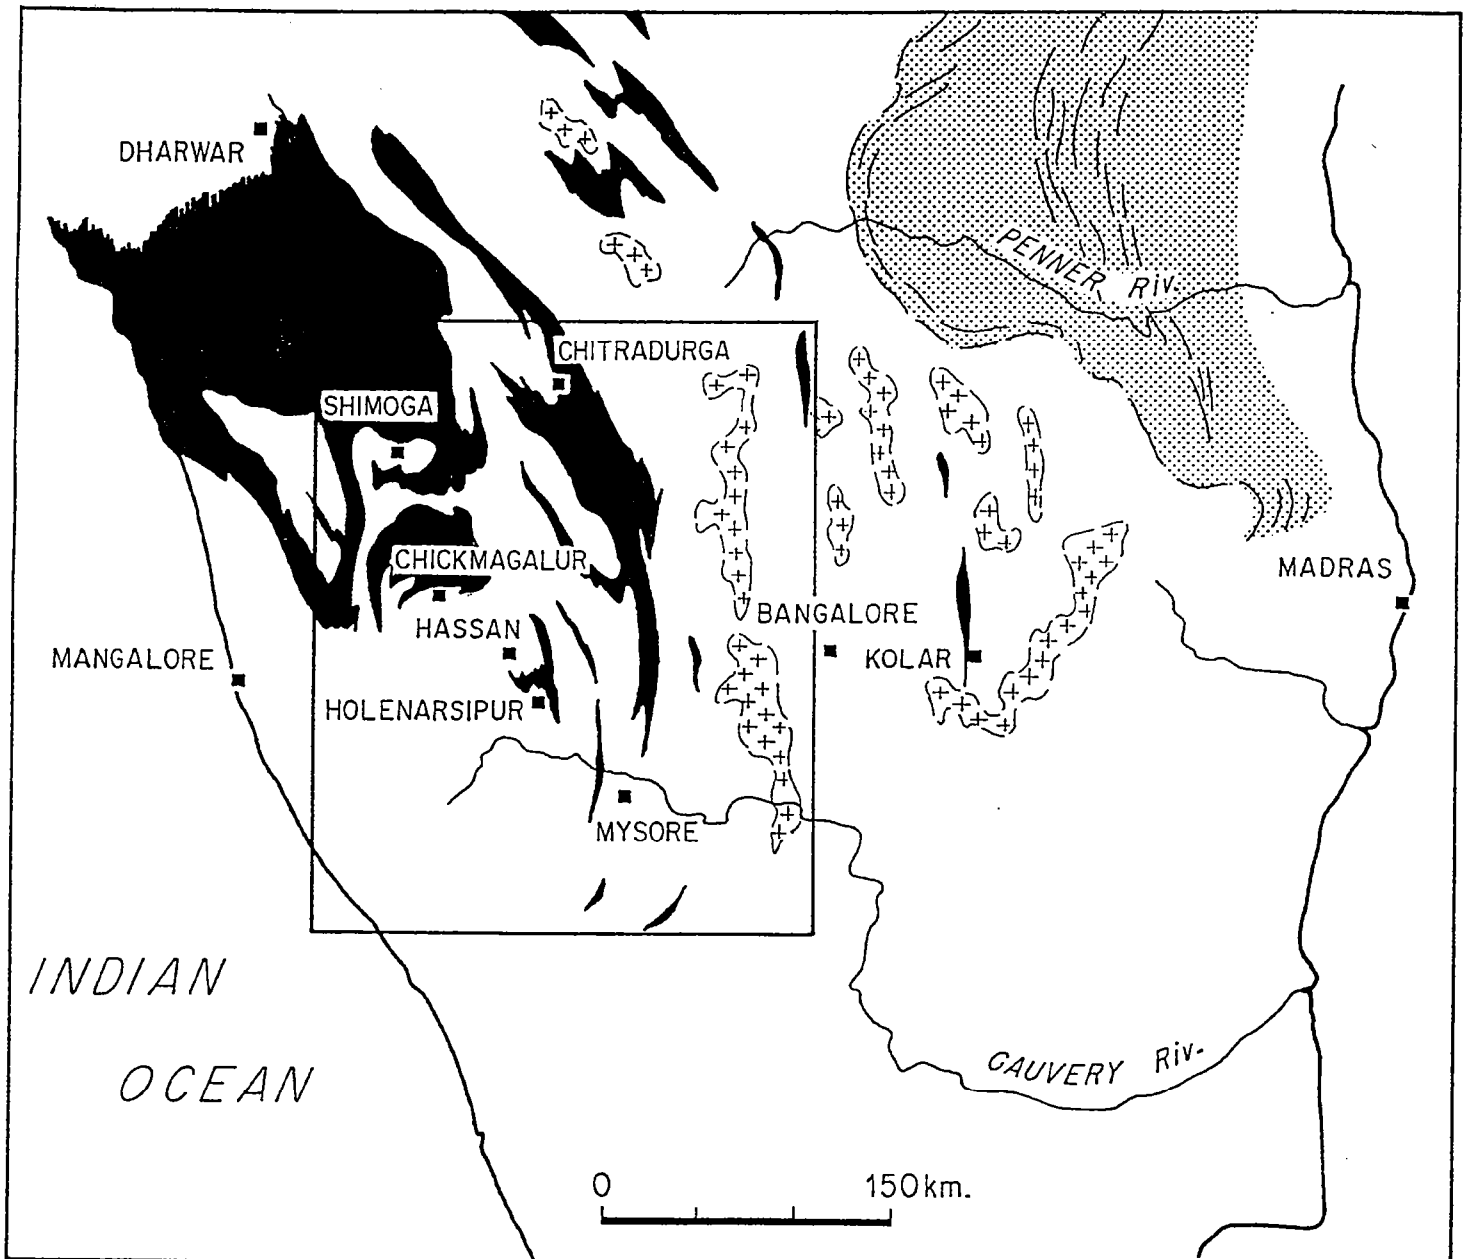 DHARWAR
PENNER Riv.
CHITRADURGA
SHIMOGA
CHICKMAGALUR
MADRAS
BANGALORE
HASSAN
KOLAR
MANGALORE
HOLENARSIPUR
MYSORE
INDIAN
OCEAN
GAUVERY Riv.
0 150km.